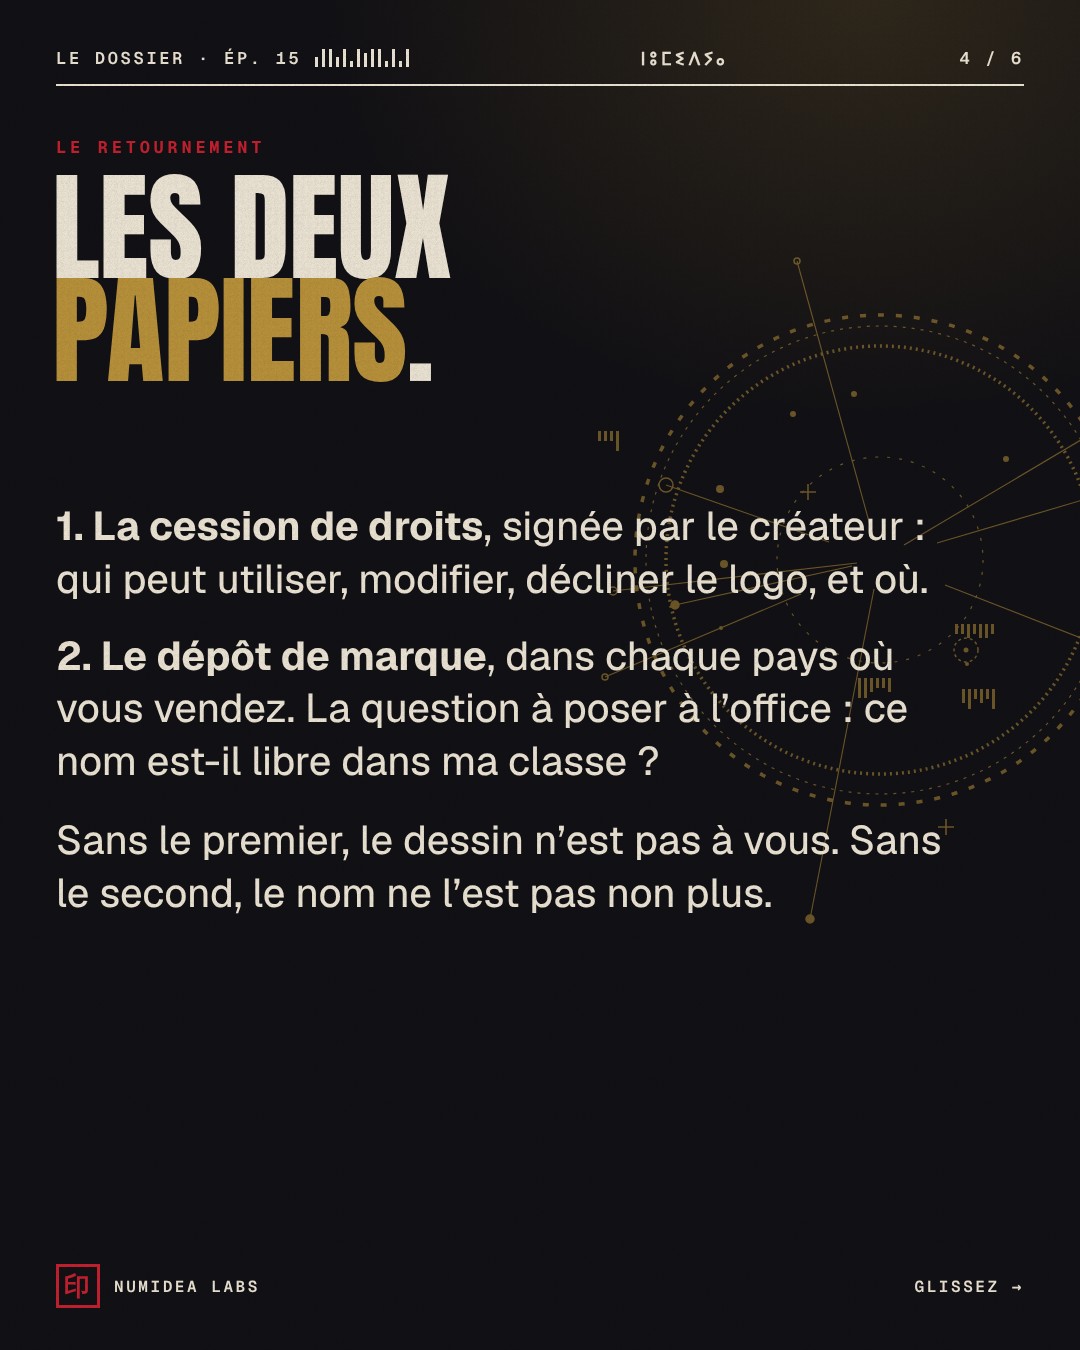 LE DOSSIER · ÉP. 15
ⵏⵓⵎⵉⴷⵢⴰ
4 / 6
LE RETOURNEMENT
LES DEUX
PAPIERS.
1. La cession de droits, signée par le créateur :
qui peut utiliser, modifier, décliner le logo, et où.
2. Le dépôt de marque, dans chaque pays où
vous vendez. La question à poser à l’office : ce
nom est-il libre dans ma classe ?
Sans le premier, le dessin n’est pas à vous. Sans
le second, le nom ne l’est pas non plus.
印 NUMIDEA LABS
GLISSEZ →